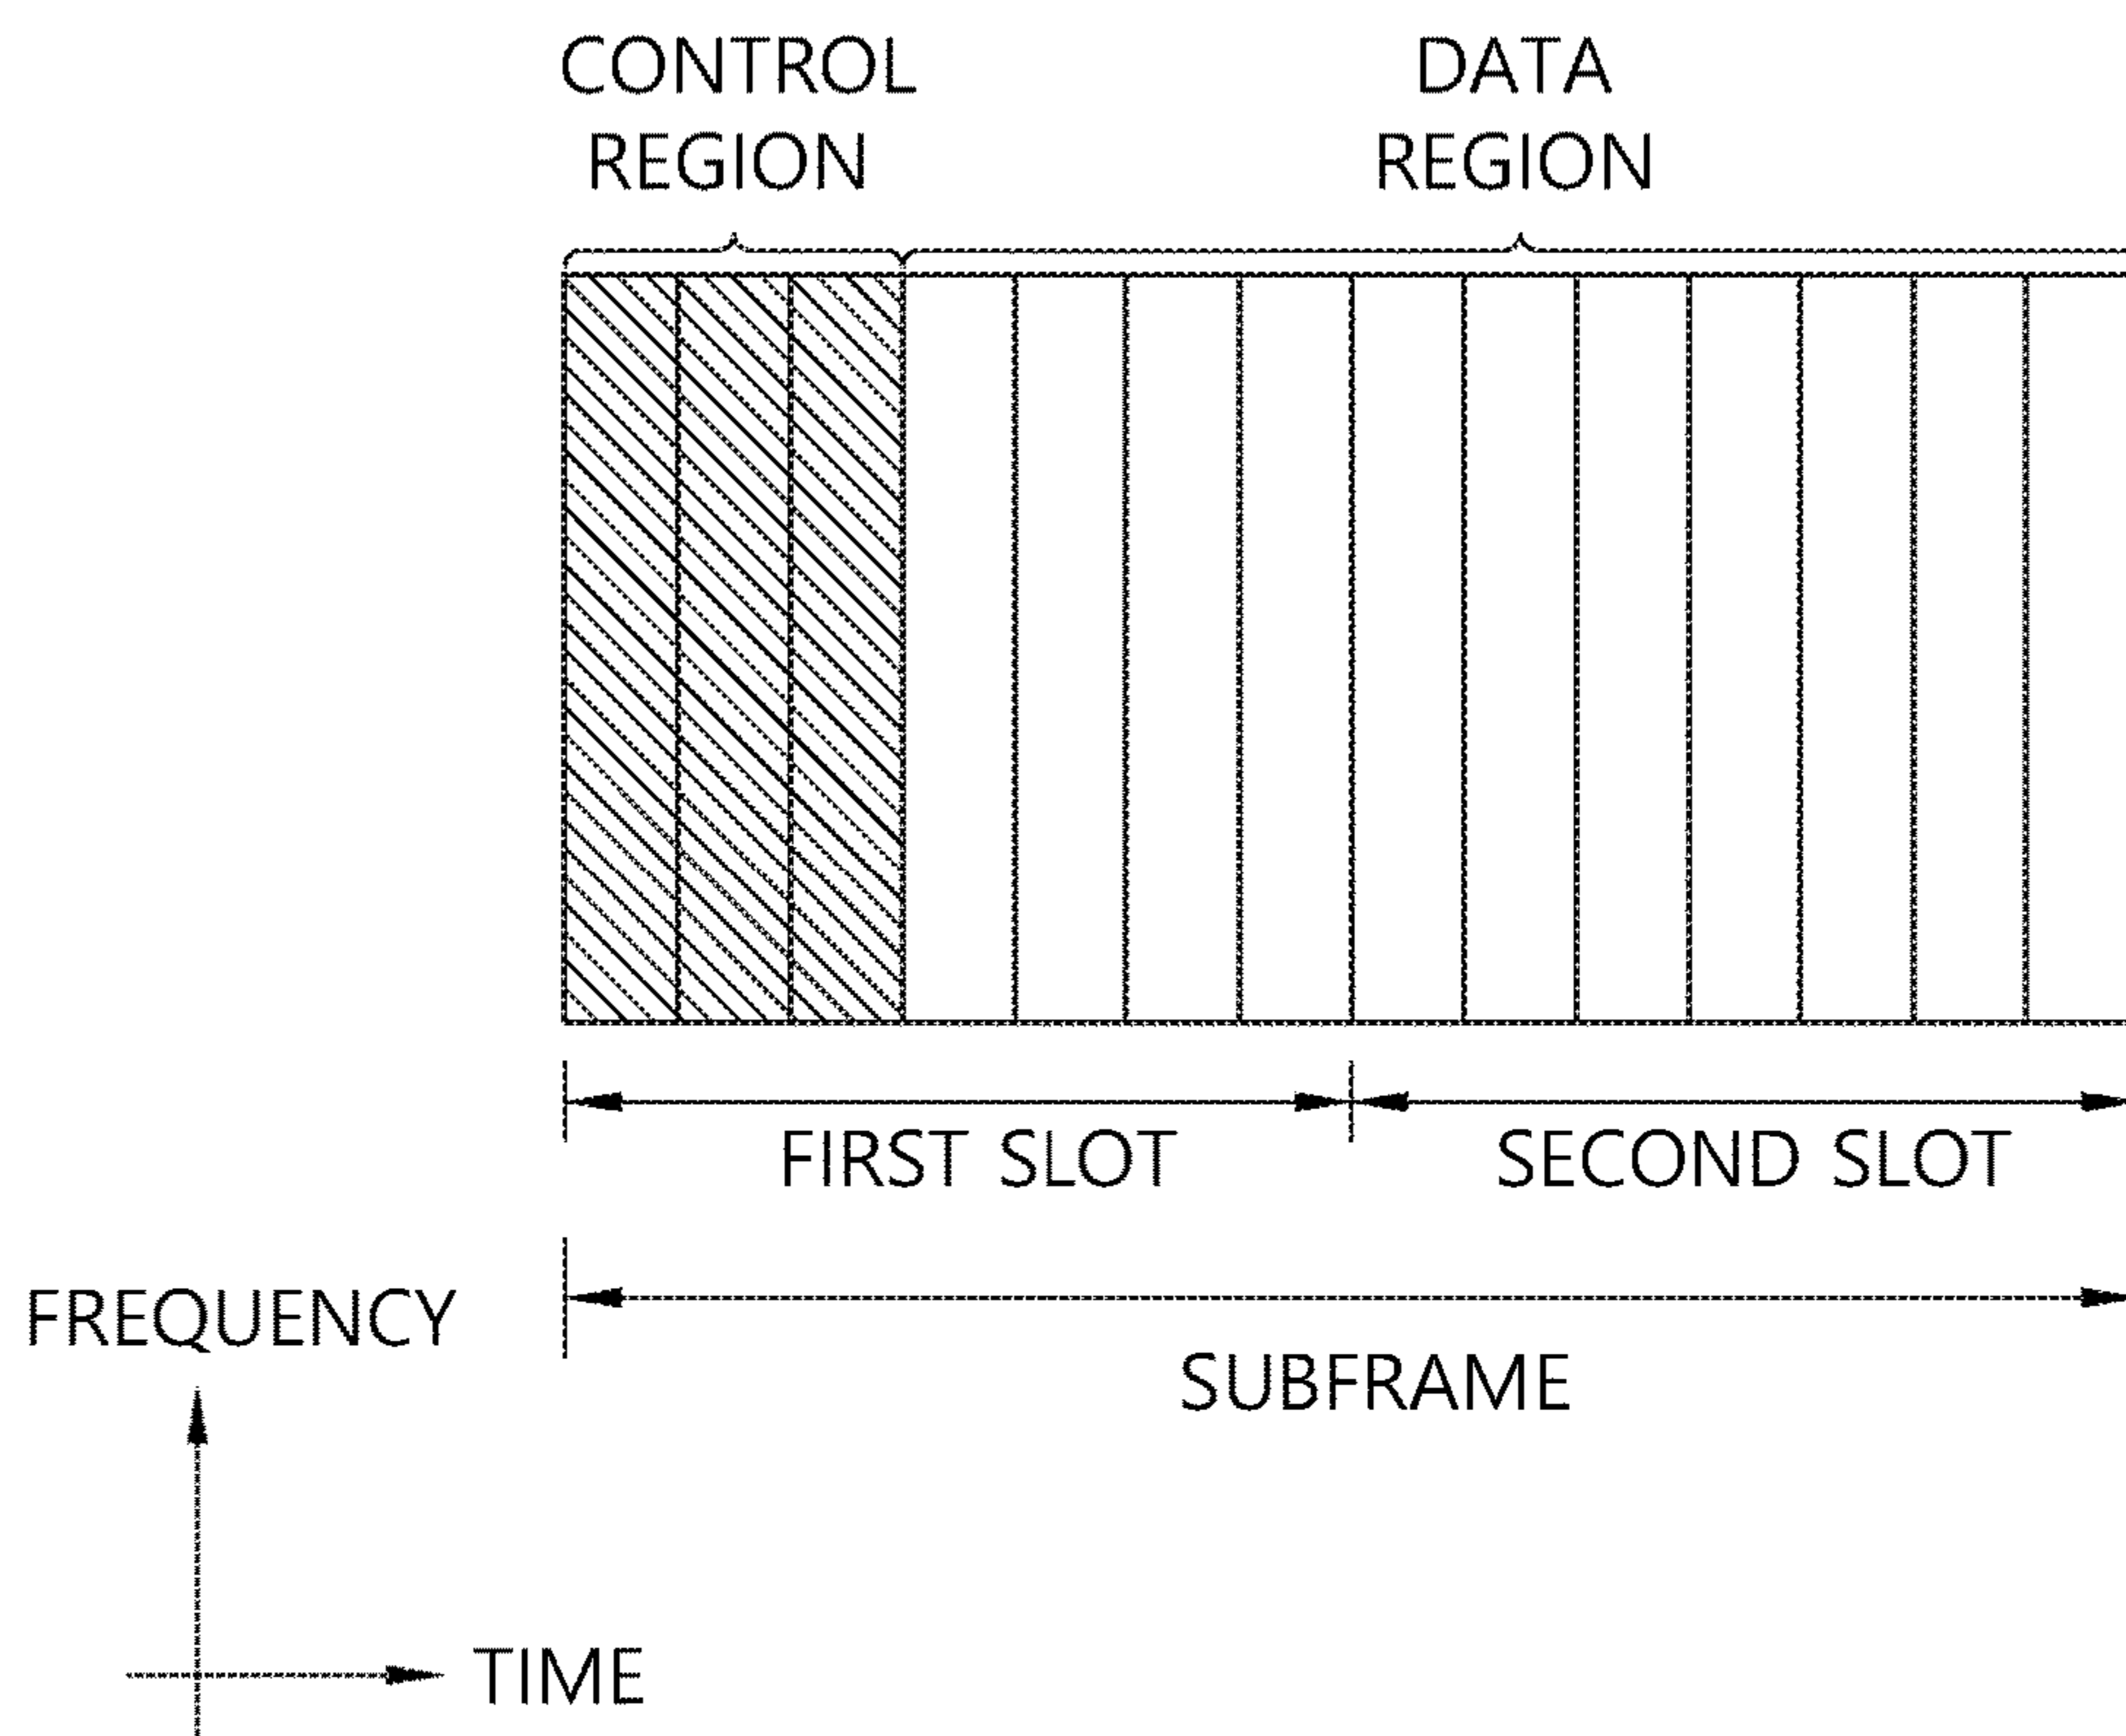 CONTROL
REGION
DATA
REGION
FIRST SLOT
SECOND SLOT
SUBFRAME
FREQUENCY
TIME